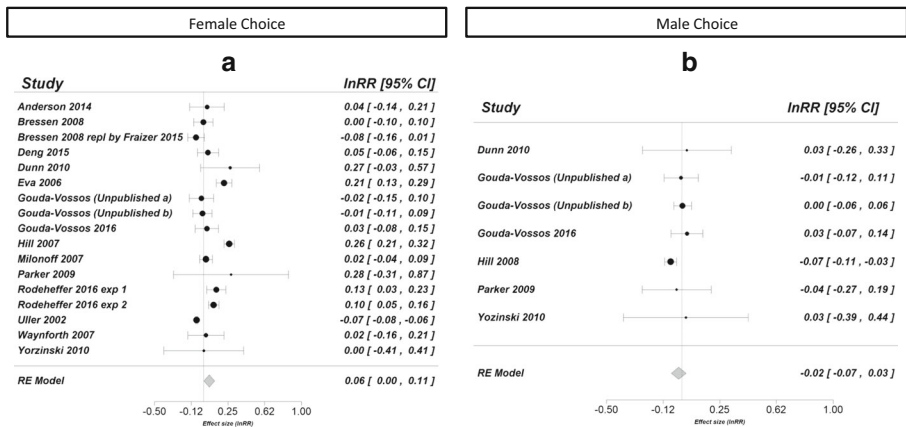 Female Choice
a
Study lnRR [95% CI]
Anderson 2014 0.04 [ -0.14 , 0.21 ]
Bressen 2008 0.00 [ -0.10 , 0.10 ]
Bressen 2008 repl by Fraizer 2015 -0.08 [ -0.16 , 0.01 ]
Deng 2015 0.05 [ -0.06 , 0.15 ]
Dunn 2010 0.27 [ -0.03 , 0.57 ]
Eva 2006 0.21 [ 0.13 , 0.29 ]
Gouda-Vossos (Unpublished a) -0.02 [ -0.15 , 0.10 ]
Gouda-Vossos (Unpublished b) -0.01 [ -0.11 , 0.09 ]
Gouda-Vossos 2016 0.03 [ -0.08 , 0.15 ]
Hill 2007 0.26 [ 0.21 , 0.32 ]
Milonoff 2007 0.02 [ -0.04 , 0.09 ]
Parker 2009 0.28 [ -0.31 , 0.87 ]
Rodeheffer 2016 exp 1 0.13 [ 0.03 , 0.23 ]
Rodeheffer 2016 exp 2 0.10 [ 0.05 , 0.16 ]
Uller 2002 -0.07 [ -0.08 , -0.06 ]
Waynforth 2007 0.02 [ -0.16 , 0.21 ]
Yorzinski 2010 0.00 [ -0.41 , 0.41 ]
RE Model 0.06 [ 0.00 , 0.11 ]
-0.50 -0.12 0.25 0.62 1.00
Effect size (lnRR)
Male Choice
b
Study lnRR [95% CI]
Dunn 2010 0.03 [ -0.26 , 0.33 ]
Gouda-Vossos (Unpublished a) -0.01 [ -0.12 , 0.11 ]
Gouda-Vossos (Unpublished b) 0.00 [ -0.06 , 0.06 ]
Gouda-Vossos 2016 0.03 [ -0.07 , 0.14 ]
Hill 2008 -0.07 [ -0.11 , -0.03 ]
Parker 2009 -0.04 [ -0.27 , 0.19 ]
Yozinski 2010 0.03 [ -0.39 , 0.44 ]
RE Model -0.02 [ -0.07 , 0.03 ]
-0.50 -0.12 0.25 0.62 1.00
Effect size (lnRR)